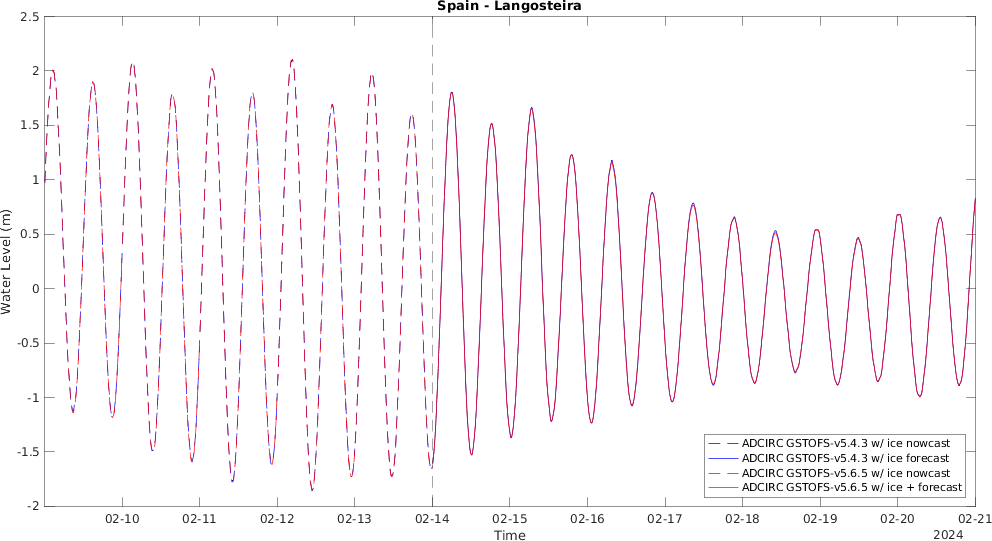 Spain - Langosteira
2.5
2
1.5
1
0.5
0
-0.5
-1
-1.5
-2
Water Level (m)
ADCIRC GSTOFS-v5.4.3 w/ ice nowcast
ADCIRC GSTOFS-v5.4.3 w/ ice forecast
ADCIRC GSTOFS-v5.6.5 w/ ice nowcast
ADCIRC GSTOFS-v5.6.5 w/ ice + forecast
02-10 02-11 02-12 02-13 02-14 02-15 02-16 02-17 02-18 02-19 02-20 02-21
Time
2024